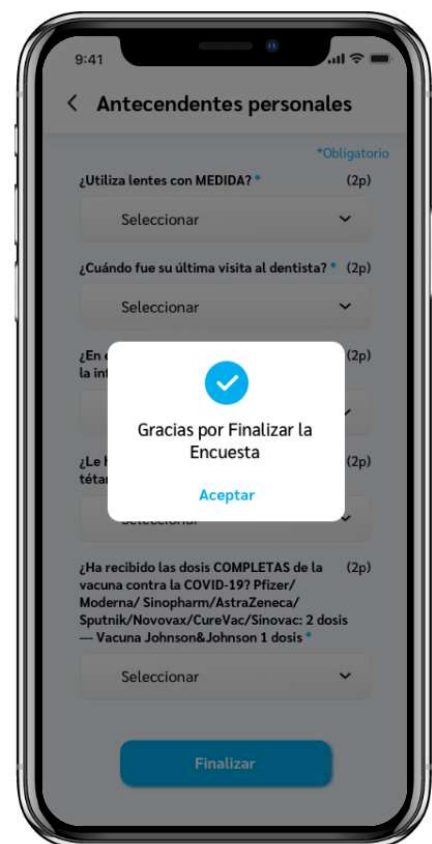 9:41
Antecendentes personales
*Obligatorio
¿Utiliza lentes con MEDIDA? * (2p)
Seleccionar
¿Cuándo fue su última visita al dentista? * (2p)
Seleccionar
¿En (2p)
la
Gracias por Finalizar la
Encuesta
Aceptar
¿Le (2p)
Seleccionar
¿Ha recibido las dosis COMPLETAS de la (2p)
vacuna contra la COVID-19? Pfizer/
Moderna/ Sinopharm/AstraZeneca/
Sputnik/Novovax/CureVac/Sinovac: 2 dosis
— Vacuna Johnson&Johnson 1 dosis *
Seleccionar
Finalizar